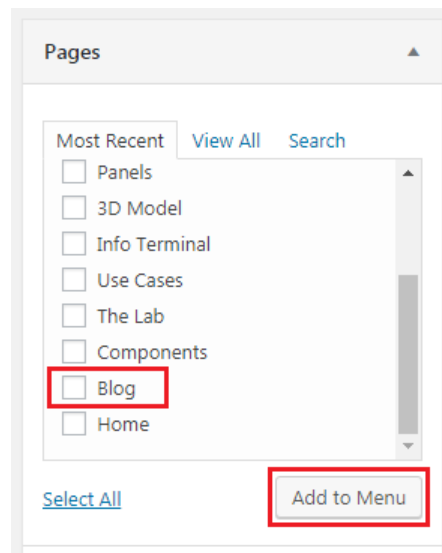 Pages
Most Recent View All Search
Panels
3D Model
Info Terminal
Use Cases
The Lab
Components
Blog
Home
Select All Add to Menu